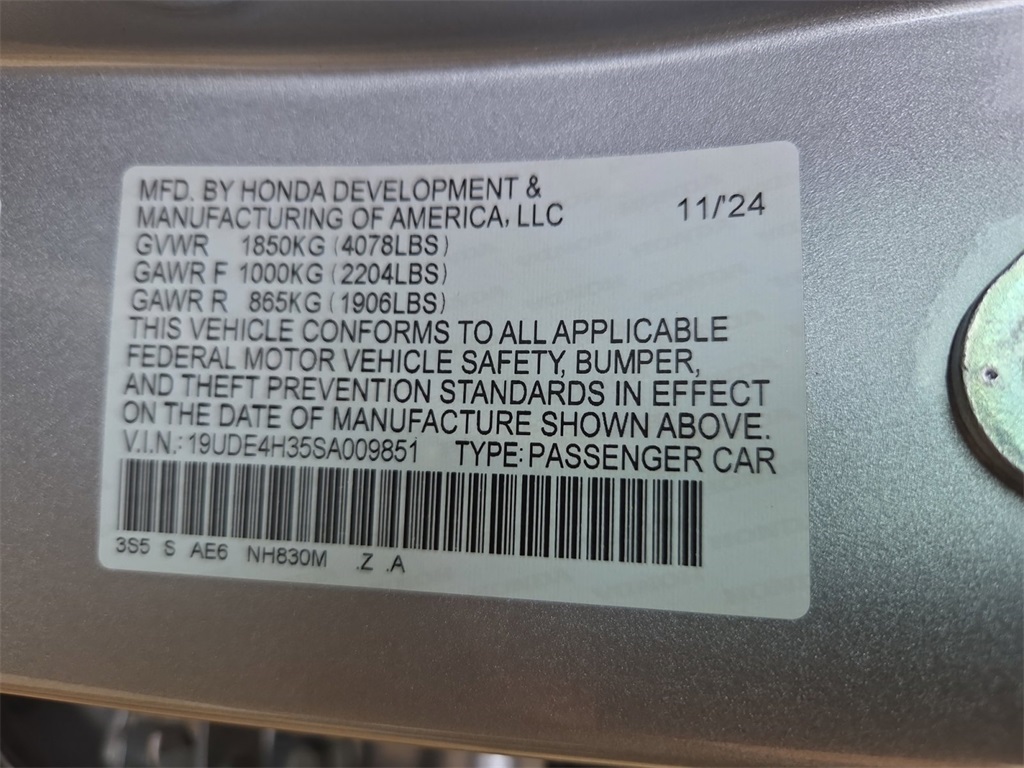 MFD. BY HONDA DEVELOPMENT &
MANUFACTURING OF AMERICA, LLC 11/'24
GVWR 1850KG (4078LBS)
GAWR F 1000KG (2204LBS)
GAWR R 865KG (1906LBS)
THIS VEHICLE CONFORMS TO ALL APPLICABLE
FEDERAL MOTOR VEHICLE SAFETY, BUMPER,
AND THEFT PREVENTION STANDARDS IN EFFECT
ON THE DATE OF MANUFACTURE SHOWN ABOVE.
V.I.N.: 19UDE4H35SA009851 TYPE: PASSENGER CAR
3S5 S AE6 NH830M .Z .A